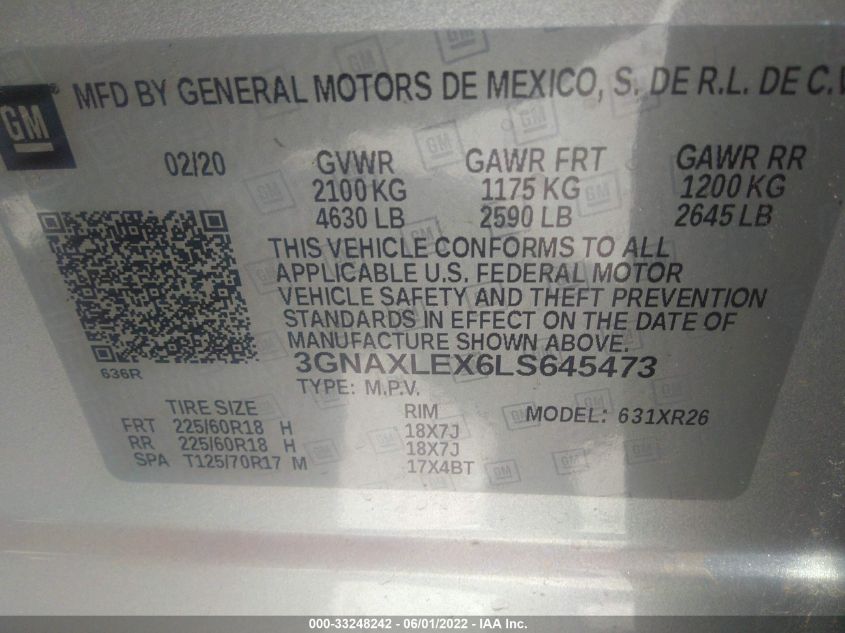 GM
MFD BY GENERAL MOTORS DE MEXICO, S. DE R.L. DE C.V
02/20 GVWR GAWR FRT GAWR RR
2100 KG 1175 KG 1200 KG
4630 LB 2590 LB 2645 LB
THIS VEHICLE CONFORMS TO ALL
APPLICABLE U.S. FEDERAL MOTOR
VEHICLE SAFETY AND THEFT PREVENTION
STANDARDS IN EFFECT ON THE DATE OF
MANUFACTURE SHOWN ABOVE.
636R
3GNAXLEX6LS645473
TYPE: M.P.V.
TIRE SIZE RIM MODEL: 631XR26
FRT 225/60R18 H 18X7J
RR 225/60R18 H 18X7J
SPA T125/70R17 M 17X4BT
000-33248242 - 06/01/2022 - IAA Inc.